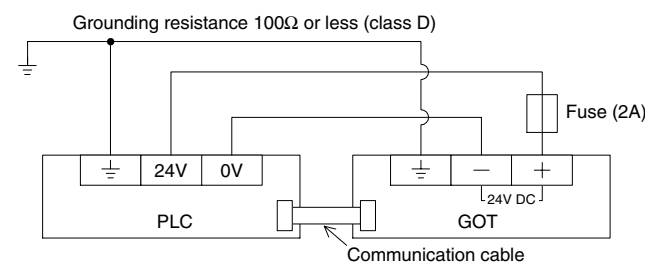 Grounding resistance 100Ω or less (class D)
Fuse (2A)
24V 0V − +
24V DC
PLC GOT
Communication cable